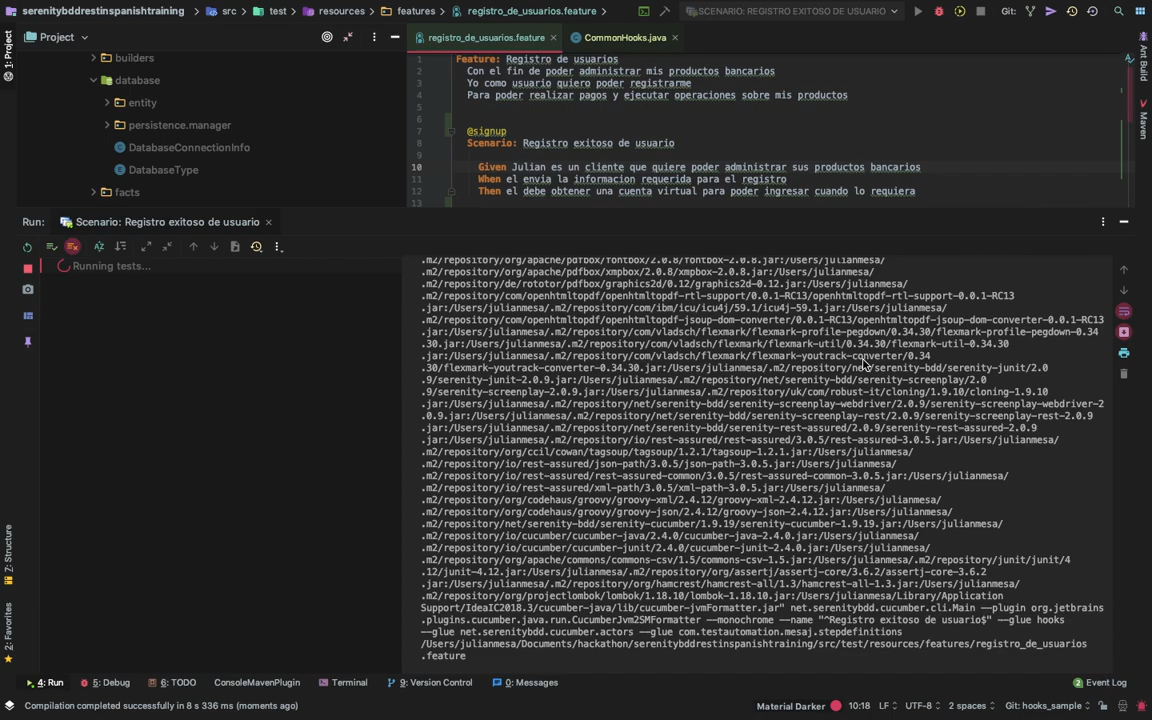 serenitybddrestinspanishtraining > src > test > resources > features > registro_de_usuarios.feature >
SCENARIO: REGISTRO EXITOSO DE USUARIO
Git:
1: Project
Project
builders
database
entity
persistence.manager
DatabaseConnectionInfo
DatabaseType
facts
registro_de_usuarios.feature
CommonHooks.java
1 Feature: Registro de usuarios
2 Con el fin de poder administrar mis productos bancarios
3 Yo como usuario quiero poder registrarme
4 Para poder realizar pagos y ejecutar operaciones sobre mis productos
5
6
7 @signup
8 Scenario: Registro exitoso de usuario
9
10 Given Julian es un cliente que quiere poder administrar sus productos bancarios
11 When el envia la informacion requerida para el registro
12 Then el debe obtener una cuenta virtual para poder ingresar cuando lo requiera
13
Ant Build
Maven
Run: Scenario: Registro exitoso de usuario
Running tests...
.m2/repository/org/apache/pdfbox/fontbox/2.0.8/fontbox-2.0.8.jar:/Users/julianmesa/
.m2/repository/org/apache/pdfbox/xmpbox/2.0.8/xmpbox-2.0.8.jar:/Users/julianmesa/
.m2/repository/de/rototor/pdfbox/graphics2d/0.12/graphics2d-0.12.jar:/Users/julianmesa/
.m2/repository/com/openhtmltopdf/openhtmltopdf-rtl-support/0.0.1-RC13/openhtmltopdf-rtl-support-0.0.1-RC13
.jar:/Users/julianmesa/.m2/repository/com/ibm/icu/icu4j/59.1/icu4j-59.1.jar:/Users/julianmesa/
.m2/repository/com/openhtmltopdf/openhtmltopdf-jsoup-dom-converter/0.0.1-RC13/openhtmltopdf-jsoup-dom-converter-0.0.1-RC13
.jar:/Users/julianmesa/.m2/repository/com/vladsch/flexmark/flexmark-profile-pegdown/0.34.30/flexmark-profile-pegdown-0.34
.30.jar:/Users/julianmesa/.m2/repository/com/vladsch/flexmark/flexmark-util/0.34.30/flexmark-util-0.34.30
.jar:/Users/julianmesa/.m2/repository/com/vladsch/flexmark/flexmark-youtrack-converter/0.34
.30/flexmark-youtrack-converter-0.34.30.jar:/Users/julianmesa/.m2/repository/net/serenity-bdd/serenity-junit/2.0
.9/serenity-junit-2.0.9.jar:/Users/julianmesa/.m2/repository/net/serenity-bdd/serenity-screenplay/2.0
.9/serenity-screenplay-2.0.9.jar:/Users/julianmesa/.m2/repository/uk/com/robust-it/cloning/1.9.10/cloning-1.9.10
.jar:/Users/julianmesa/.m2/repository/net/serenity-bdd/serenity-screenplay-webdriver/2.0.9/serenity-screenplay-webdriver-2
.0.9.jar:/Users/julianmesa/.m2/repository/net/serenity-bdd/serenity-screenplay-rest/2.0.9/serenity-screenplay-rest-2.0.9
.jar:/Users/julianmesa/.m2/repository/net/serenity-bdd/serenity-rest-assured/2.0.9/serenity-rest-assured-2.0.9
.jar:/Users/julianmesa/.m2/repository/io/rest-assured/rest-assured/3.0.5/rest-assured-3.0.5.jar:/Users/julianmesa/
.m2/repository/org/ccil/cowan/tagsoup/tagsoup/1.2.1/tagsoup-1.2.1.jar:/Users/julianmesa/
.m2/repository/io/rest-assured/json-path/3.0.5/json-path-3.0.5.jar:/Users/julianmesa/
.m2/repository/io/rest-assured/rest-assured-common/3.0.5/rest-assured-common-3.0.5.jar:/Users/julianmesa/
.m2/repository/io/rest-assured/xml-path/3.0.5/xml-path-3.0.5.jar:/Users/julianmesa/
.m2/repository/org/codehaus/groovy/groovy-xml/2.4.12/groovy-xml-2.4.12.jar:/Users/julianmesa/
.m2/repository/org/codehaus/groovy/groovy-json/2.4.12/groovy-json-2.4.12.jar:/Users/julianmesa/
.m2/repository/net/serenity-bdd/serenity-cucumber/1.9.19/serenity-cucumber-1.9.19.jar:/Users/julianmesa/
.m2/repository/io/cucumber/cucumber-java/2.4.0/cucumber-java-2.4.0.jar:/Users/julianmesa/
.m2/repository/io/cucumber/cucumber-junit/2.4.0/cucumber-junit-2.4.0.jar:/Users/julianmesa/
.m2/repository/org/apache/commons/commons-csv/1.5/commons-csv-1.5.jar:/Users/julianmesa/.m2/repository/junit/junit/4
.12/junit-4.12.jar:/Users/julianmesa/.m2/repository/org/assertj/assertj-core/3.6.2/assertj-core-3.6.2
.jar:/Users/julianmesa/.m2/repository/org/hamcrest/hamcrest-all/1.3/hamcrest-all-1.3.jar:/Users/julianmesa/
.m2/repository/org/projectlombok/lombok/1.18.10/lombok-1.18.10.jar:/Users/julianmesa/Library/Application
Support/IdeaIC2018.3/cucumber-java/lib/cucumber-jvmFormatter.jar" net.serenitybdd.cucumber.cli.Main --plugin org.jetbrains
.plugins.cucumber.java.run.CucumberJvm2SMFormatter --monochrome --name "^Registro exitoso de usuario$" --glue hooks
--glue net.serenitybdd.cucumber.actors --glue com.testautomation.mesaj.stepdefinitions
/Users/julianmesa/Documents/hackathon/serenitybddrestinspanishtraining/src/test/resources/features/registro_de_usuarios
.feature
Z: Structure
2: Favorites
4: Run
5: Debug
6: TODO
ConsoleMavenPlugin
Terminal
9: Version Control
0: Messages
2 Event Log
Compilation completed successfully in 8 s 336 ms (moments ago)
Material Darker
10:18
LF
UTF-8
2 spaces
Git: hooks_sample